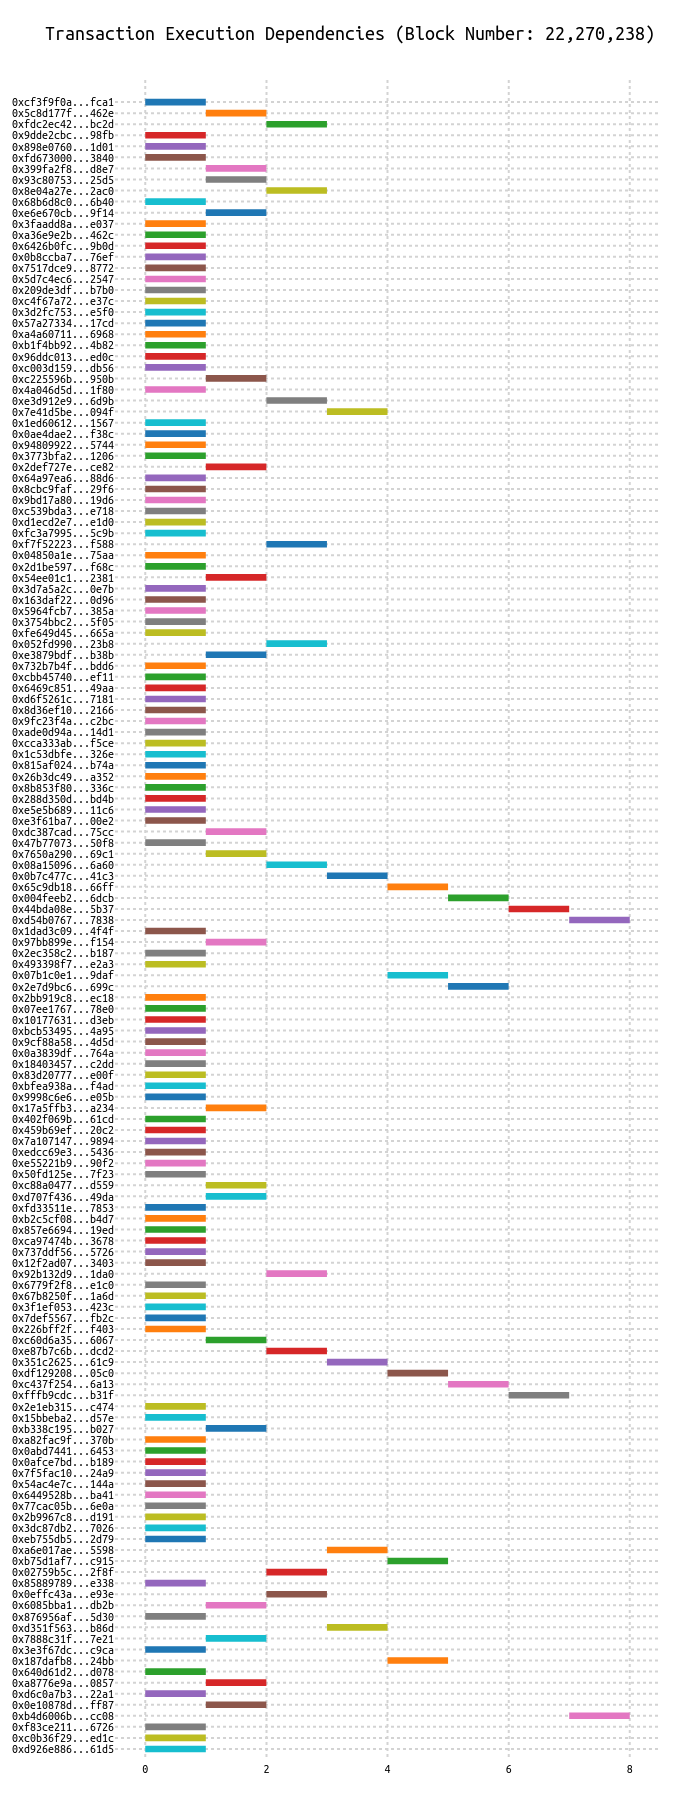 Transaction Execution Dependencies (Block Number: 22,270,238)
0xcf3f9f0a...fca1
0x5c8d177f...462e
0xfdc2ec42...bc2d
0x9dde2cbc...98fb
0x898e0760...1d01
0xfd673000...3840
0x399fa2f8...d8e7
0x93c80753...25d5
0x8e04a27e...2ac0
0x68b6d8c0...6b40
0xe6e670cb...9f14
0x3faadd8a...e037
0xa36e9e2b...462c
0x6426b0fc...9b0d
0x0b8ccba7...76ef
0x7517dce9...8772
0x5d7c4ec6...2547
0x209de3df...b7b0
0xc4f67a72...e37c
0x3d2fc753...e5f0
0x57a27334...17cd
0xa4a60711...6968
0xb1f4bb92...4b82
0x96ddc013...ed0c
0xc003d159...db56
0xc225596b...950b
0x4a046d5d...1f80
0xe3d912e9...6d9b
0x7e41d5be...094f
0x1ed60612...1567
0x0ae4dae2...f38c
0x94809922...5744
0x3773bfa2...1206
0x2def727e...ce82
0x64a97ea6...88d6
0x8cbc9faf...29f6
0x9bd17a80...19d6
0xc539bda3...e718
0xd1ecd2e7...e1d0
0xfc3a7995...5c9b
0xf7f52223...f588
0x04850a1e...75aa
0x2d1be597...f68c
0x54ee01c1...2381
0x3d7a5a2c...0e7b
0x163daf22...0d96
0x5964fcb7...385a
0x3754bbc2...5f05
0xfe649d45...665a
0x052fd990...23b8
0xe3879bdf...b38b
0x732b7b4f...bdd6
0xcbb45740...ef11
0x6469c851...49aa
0xd6f5261c...7181
0x8d36ef10...2166
0x9fc23f4a...c2bc
0xade0d94a...14d1
0xcca333ab...f5ce
0x1c53dbfe...326e
0x815af024...b74a
0x26b3dc49...a352
0x8b853f80...336c
0x288d350d...bd4b
0xe5e5b689...11c6
0xe3f61ba7...00e2
0xdc387cad...75cc
0x47b77073...50f8
0x7650a290...69c1
0x08a15096...6a60
0x0b7c477c...41c3
0x65c9db18...66ff
0x004feeb2...6dcb
0x44bda08e...5b37
0xd54b0767...7838
0x1dad3c09...4f4f
0x97bb899e...f154
0x2ec358c2...b187
0x493398f7...e2a3
0x07b1c0e1...9daf
0x2e7d9bc6...699c
0x2bb919c8...ec18
0x07ee1767...78e0
0x10177631...d3eb
0xbcb53495...4a95
0x9cf88a58...4d5d
0x0a3839df...764a
0x18403457...c2dd
0x83d20777...e00f
0xbfea938a...f4ad
0x9998c6e6...e05b
0x17a5ffb3...a234
0x402f069b...61cd
0x459b69ef...20c2
0x7a107147...9894
0xedcc69e3...5436
0xe55221b9...90f2
0x50fd125e...7f23
0xc88a0477...d559
0xd707f436...49da
0xfd33511e...7853
0xb2c5cf08...b4d7
0x857e6694...19ed
0xca97474b...3678
0x737ddf56...5726
0x12f2ad07...3403
0x92b132d9...1da0
0x6779f2f8...e1c0
0x67b8250f...1a6d
0x3f1ef053...423c
0x7def5567...fb2c
0x226bff2f...f403
0xc60d6a35...6067
0xe87b7c6b...dcd2
0x351c2625...61c9
0xdf129208...05c0
0xc437f254...6a13
0xfffb9cdc...b31f
0x2e1eb315...c474
0x15bbeba2...d57e
0xb338c195...b027
0xa82fac9f...370b
0x0abd7441...6453
0x0afce7bd...b189
0x7f5fac10...24a9
0x54ac4e7c...144a
0x6449528b...ba41
0x77cac05b...6e0a
0x2b9967c8...d191
0x3dc87db2...7026
0xeb755db5...2d79
0xa6e017ae...5598
0xb75d1af7...c915
0x02759b5c...2f8f
0x85889789...e338
0x0effc43a...e93e
0x6085bba1...db2b
0x876956af...5d30
0xd351f563...b86d
0x7888c31f...7e21
0x3e3f67dc...c9ca
0x187dafb8...24bb
0x640d61d2...d078
0xa8776e9a...0857
0xd6c0a7b3...22a1
0x0e10878d...ff87
0xb4d6006b...cc08
0xf83ce211...6726
0xc0b36f29...ed1c
0xd926e886...61d5
0 2 4 6 8